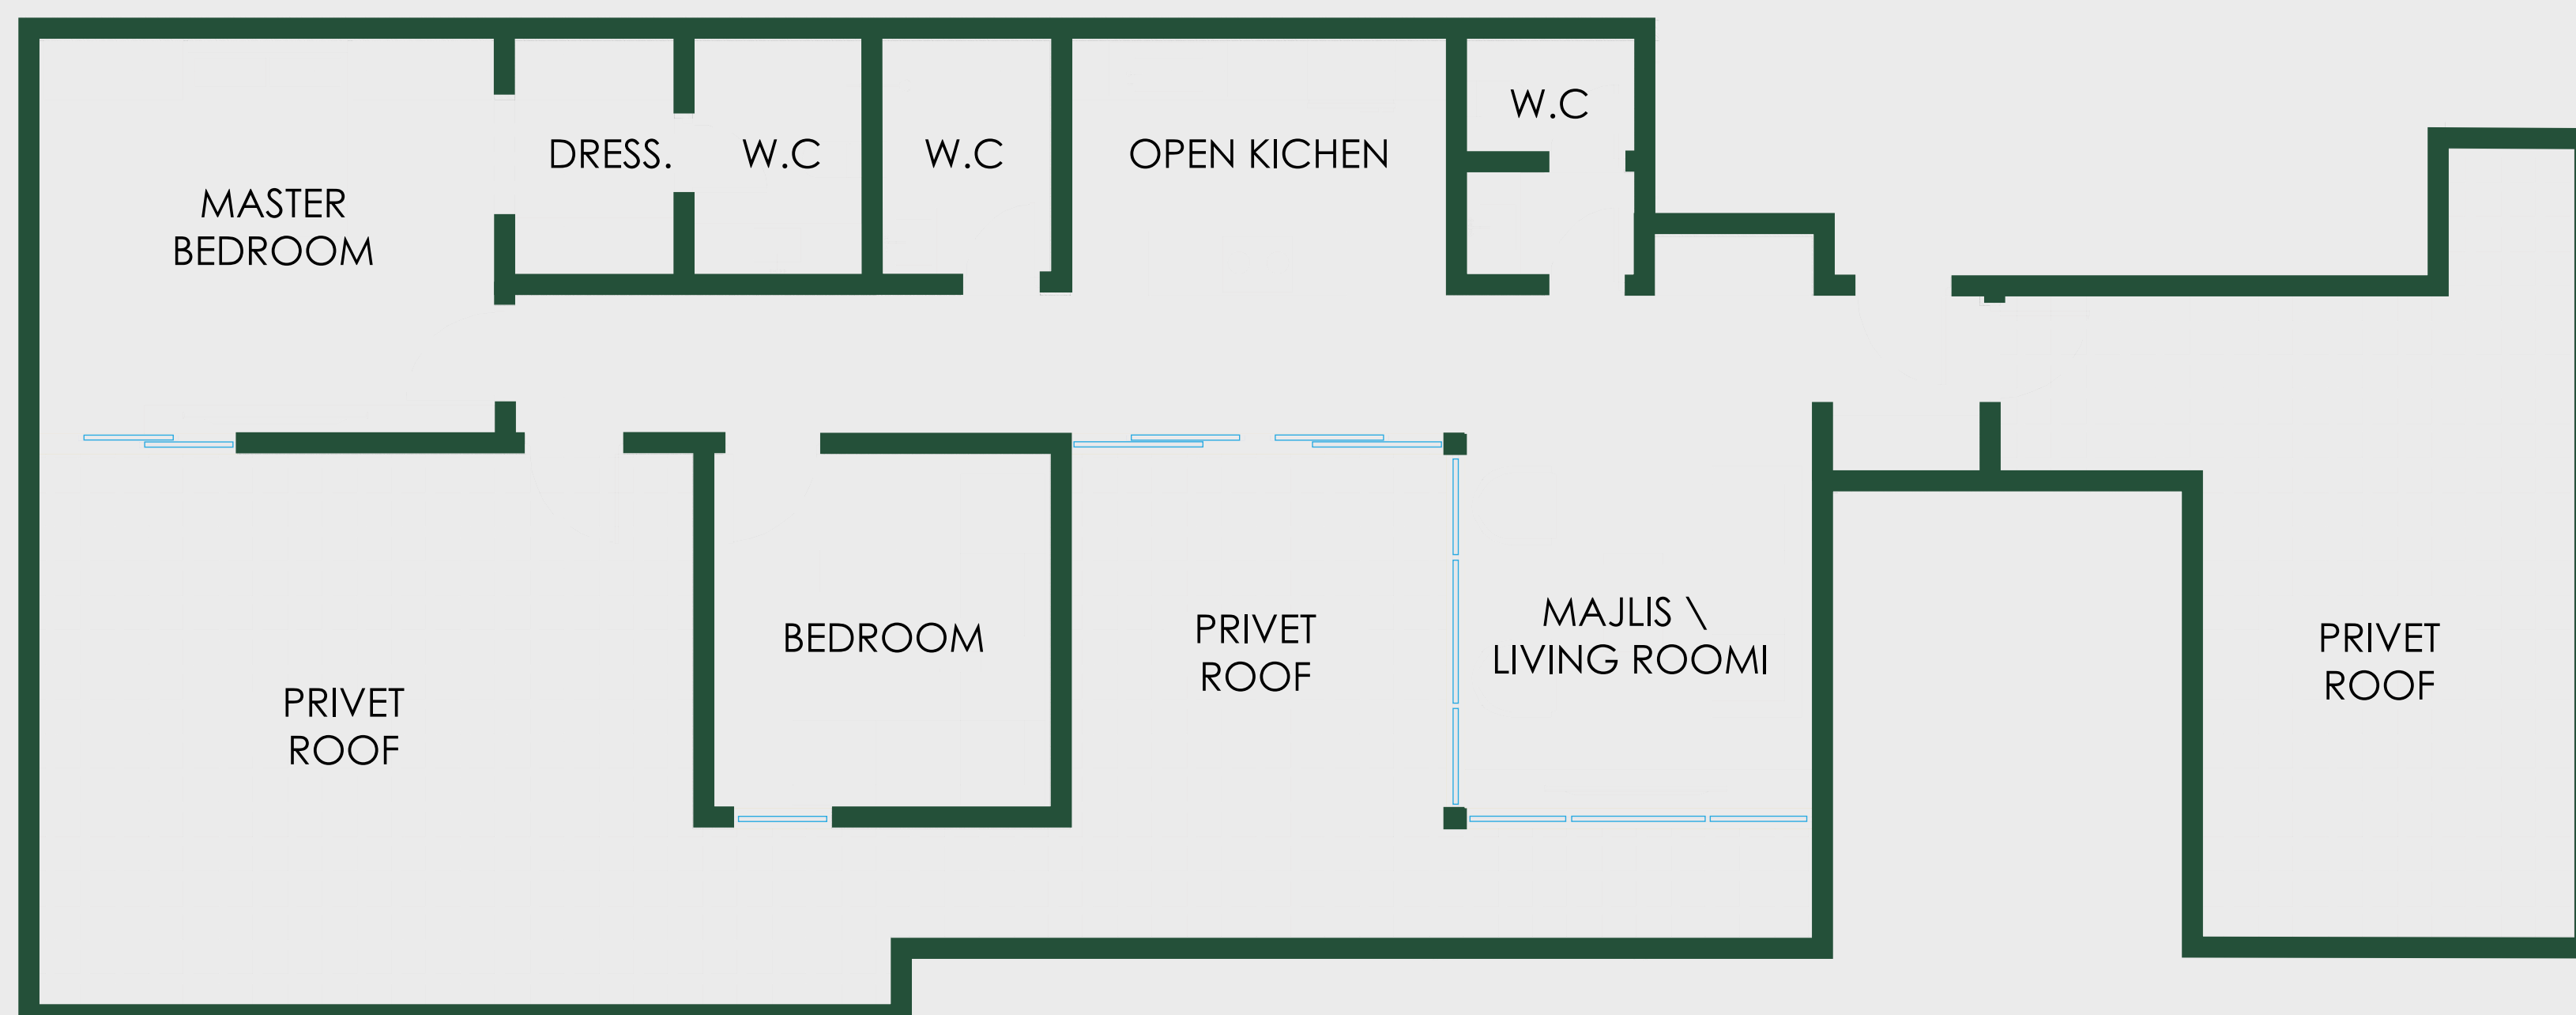 MASTER
BEDROOM
DRESS.
W.C
W.C
OPEN KICHEN
W.C
PRIVET
ROOF
BEDROOM
PRIVET
ROOF
MAJLIS \
LIVING ROOMI
PRIVET
ROOF